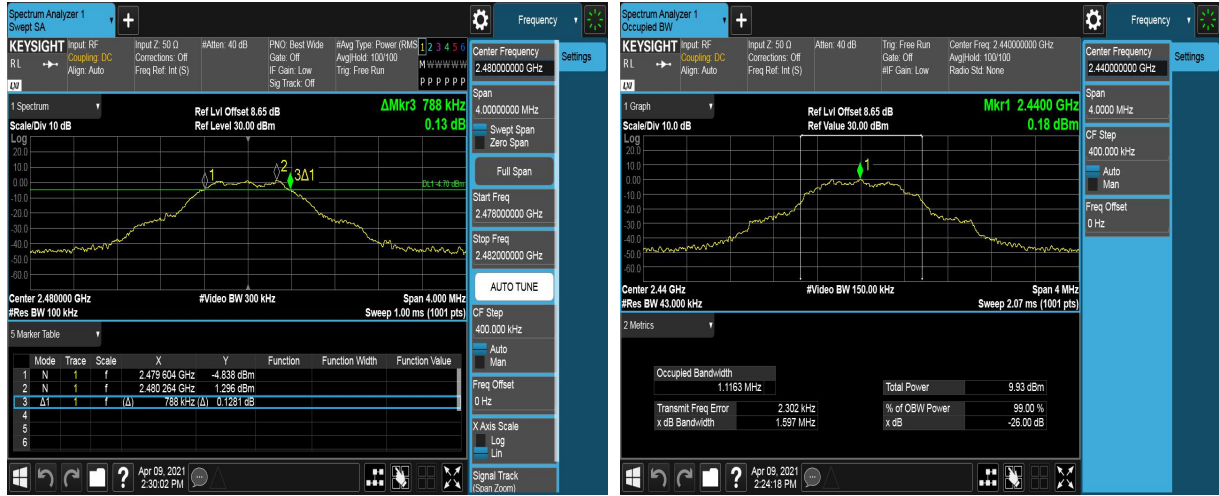 Spectrum Analyzer 1
Swept SA
Frequency
KEYSIGHT
RL
Input: RF
Coupling: DC
Align: Auto
Input Z: 50 Ω
Corrections: Off
Freq Ref: Int (S)
#Atten: 40 dB
PNO: Best Wide
Gate: Off
IF Gain: Low
Sig Track: Off
#Avg Type: Power (RMS
Avg|Hold: 100/100
Trig: Free Run
1 2 3 4 5 6
M W W W W W
P P P P P P
1 Spectrum
Scale/Div 10 dB
Ref Lvl Offset 8.65 dB
Ref Level 30.00 dBm
ΔMkr3 788 kHz
0.13 dB
Log
20.0
10.0
0.00
-10.0
-20.0
-30.0
-40.0
-50.0
-60.0
1
2
3Δ1
DL1 -4.70 dBm
Center 2.480000 GHz
#Res BW 100 kHz
#Video BW 300 kHz
Span 4.000 MHz
Sweep 1.00 ms (1001 pts)
5 Marker Table
Mode Trace Scale X Y Function Function Width Function Value
1 N 1 f 2.479 604 GHz -4.838 dBm
2 N 1 f 2.480 264 GHz 1.296 dBm
3 Δ1 1 f (Δ) 788 kHz (Δ) 0.1281 dB
4
5
6
Center Frequency
2.480000000 GHz
Settings
Span
4.00000000 MHz
Swept Span
Zero Span
Full Span
Start Freq
2.478000000 GHz
Stop Freq
2.482000000 GHz
AUTO TUNE
CF Step
400.000 kHz
Auto
Man
Freq Offset
0 Hz
X Axis Scale
Log
Lin
Signal Track
(Span Zoom)
?
Apr 09, 2021
2:30:02 PM
Spectrum Analyzer 1
Occupied BW
Frequency
KEYSIGHT
RL
Input: RF
Coupling: DC
Align: Auto
Input Z: 50 Ω
Corrections: Off
Freq Ref: Int (S)
Atten: 40 dB
Trig: Free Run
Gate: Off
#IF Gain: Low
Center Freq: 2.440000000 GHz
Avg|Hold: 100/100
Radio Std: None
1 Graph
Scale/Div 10.0 dB
Ref Lvl Offset 8.65 dB
Ref Value 30.00 dBm
Mkr1 2.4400 GHz
0.18 dBm
Log
20.0
10.0
0.00
-10.0
-20.0
-30.0
-40.0
-50.0
-60.0
1
Center 2.44 GHz
#Res BW 43.000 kHz
#Video BW 150.00 kHz
Span 4 MHz
Sweep 2.07 ms (1001 pts)
2 Metrics
Occupied Bandwidth
1.1163 MHz
Total Power 9.93 dBm
Transmit Freq Error 2.302 kHz % of OBW Power 99.00 %
x dB Bandwidth 1.597 MHz x dB -26.00 dB
Center Frequency
2.440000000 GHz
Settings
Span
4.0000 MHz
CF Step
400.000 kHz
Auto
Man
Freq Offset
0 Hz
?
Apr 09, 2021
2:24:18 PM